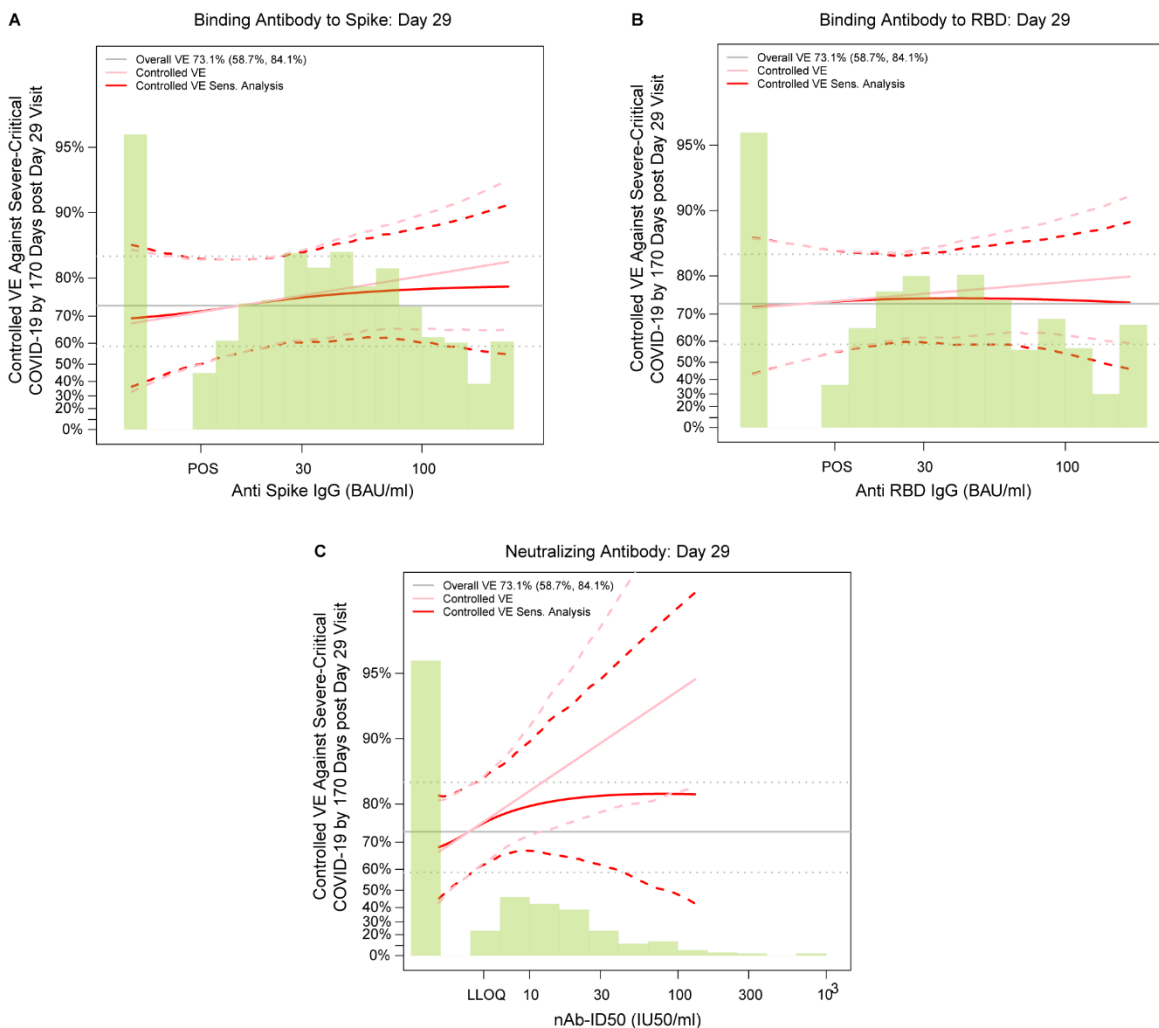 A
Binding Antibody to Spike: Day 29
Overall VE 73.1% (58.7%, 84.1%)
Controlled VE
Controlled VE Sens. Analysis
Controlled VE Against Severe-Criitical
COVID-19 by 170 Days post Day 29 Visit
95%
90%
80%
70%
60%
50%
40%
30%
20%
0%
POS
30
100
Anti Spike IgG (BAU/ml)
B
Binding Antibody to RBD: Day 29
Overall VE 73.1% (58.7%, 84.1%)
Controlled VE
Controlled VE Sens. Analysis
Controlled VE Against Severe-Criitical
COVID-19 by 170 Days post Day 29 Visit
95%
90%
80%
70%
60%
50%
40%
30%
20%
0%
POS
30
100
Anti RBD IgG (BAU/ml)
C
Neutralizing Antibody: Day 29
Overall VE 73.1% (58.7%, 84.1%)
Controlled VE
Controlled VE Sens. Analysis
Controlled VE Against Severe-Criitical
COVID-19 by 170 Days post Day 29 Visit
95%
90%
80%
70%
60%
50%
40%
30%
20%
0%
LLOQ
10
30
100
300
10³
nAb-ID50 (IU50/ml)